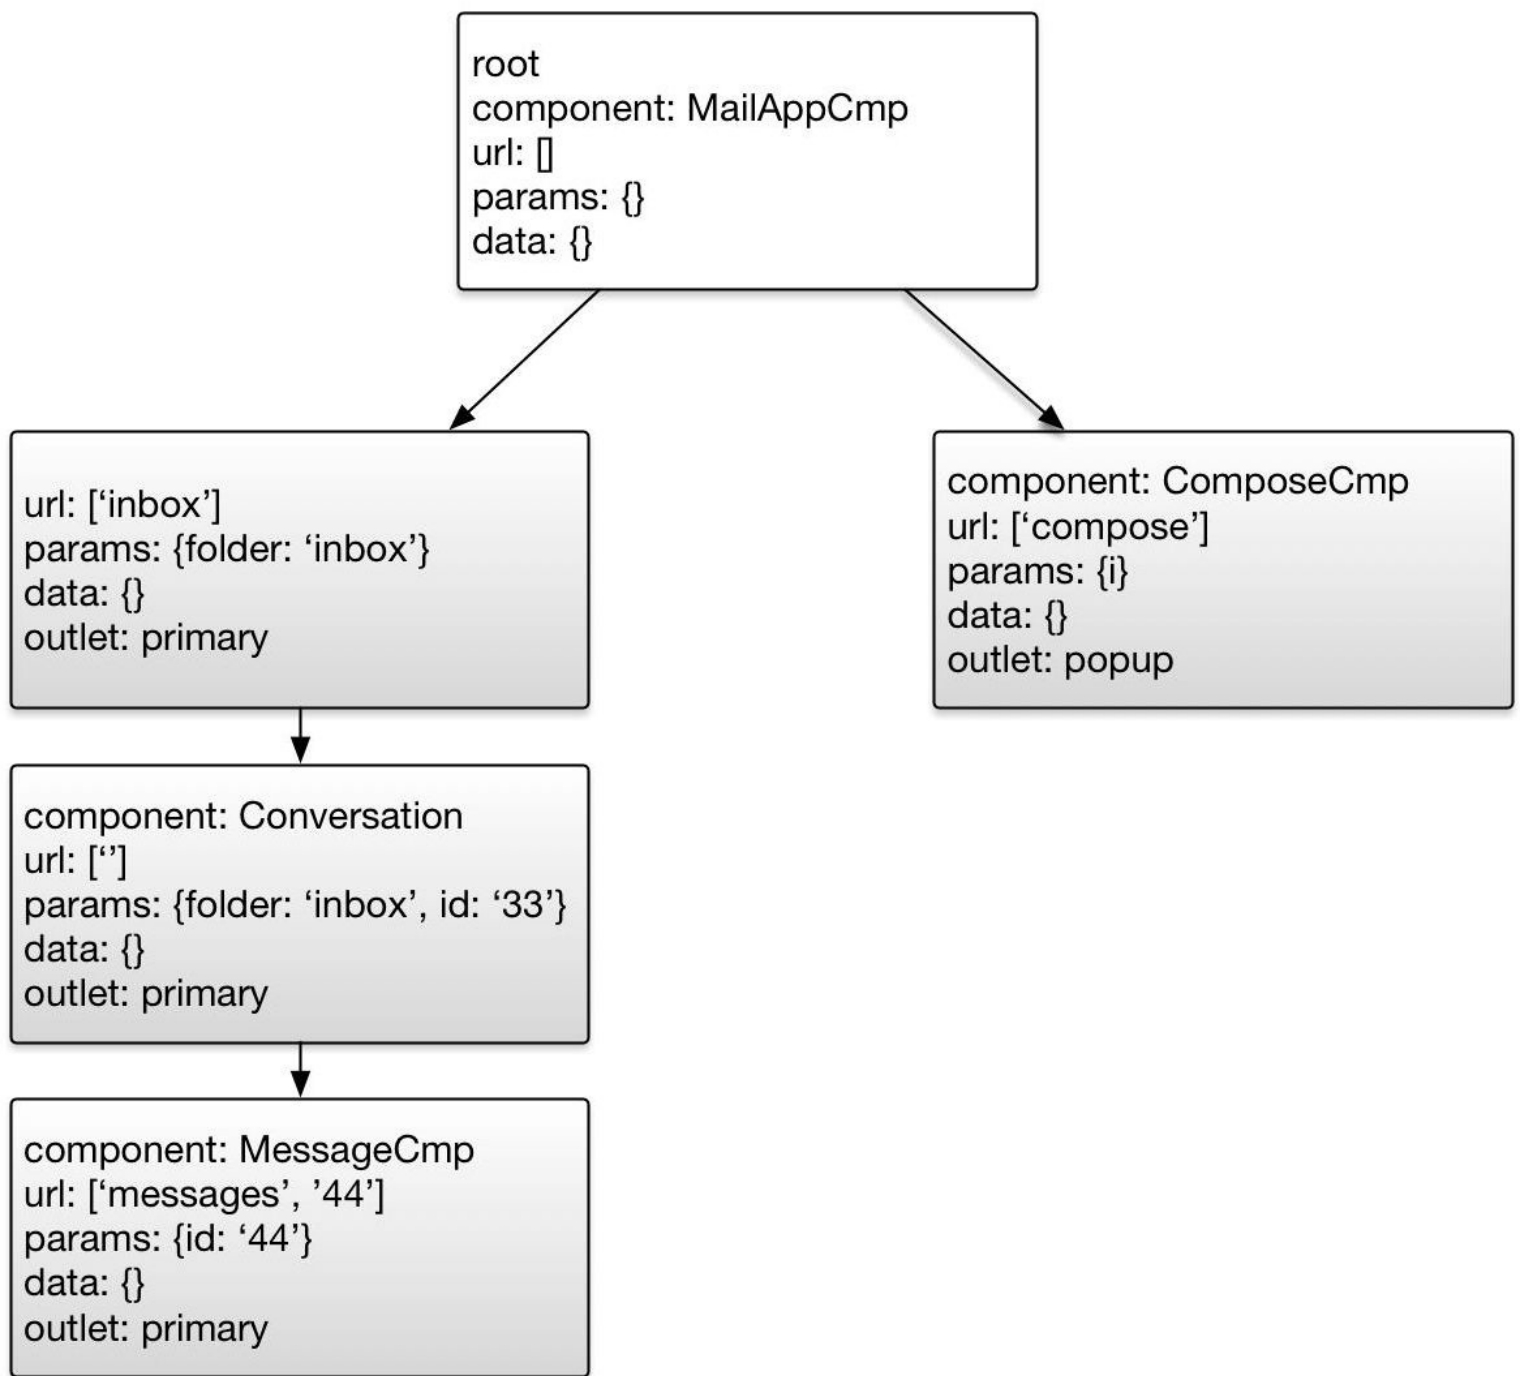 root
component: MailAppCmp
url: []
params: {}
data: {}
url: [‘inbox’]
params: {folder: ‘inbox’}
data: {}
outlet: primary
component: ComposeCmp
url: [‘compose’]
params: {i}
data: {}
outlet: popup
component: Conversation
url: [‘’]
params: {folder: ‘inbox’, id: ‘33’}
data: {}
outlet: primary
component: MessageCmp
url: [‘messages’, ’44’]
params: {id: ‘44’}
data: {}
outlet: primary